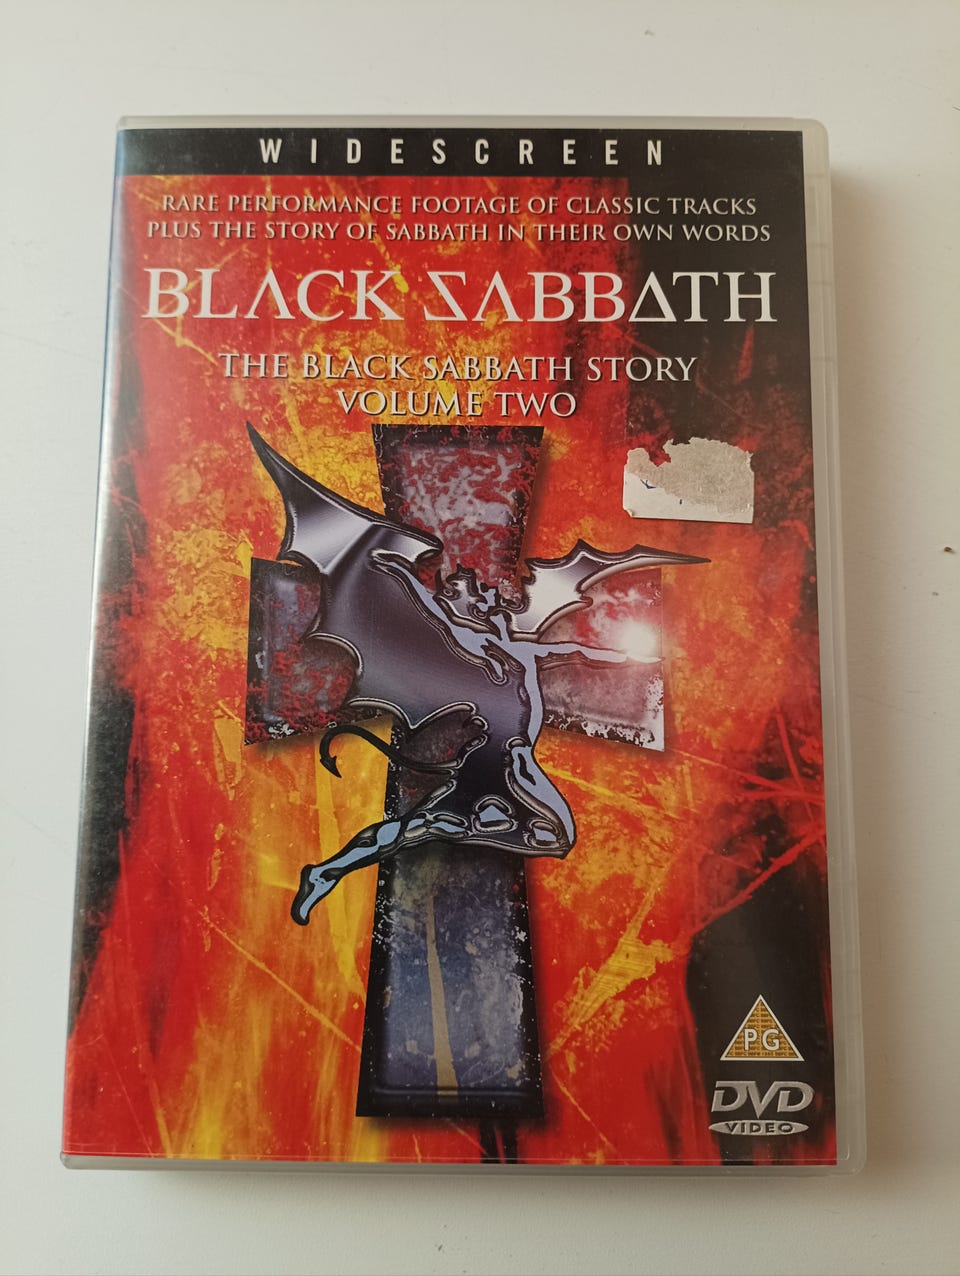 WIDESCREEN
RARE PERFORMANCE FOOTAGE OF CLASSIC TRACKS
PLUS THE STORY OF SABBATH IN THEIR OWN WORDS
BLACK SABBATH
THE BLACK SABBATH STORY
VOLUME TWO
PG
DVD
VIDEO